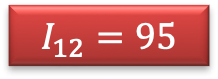 I₁₂ = 95